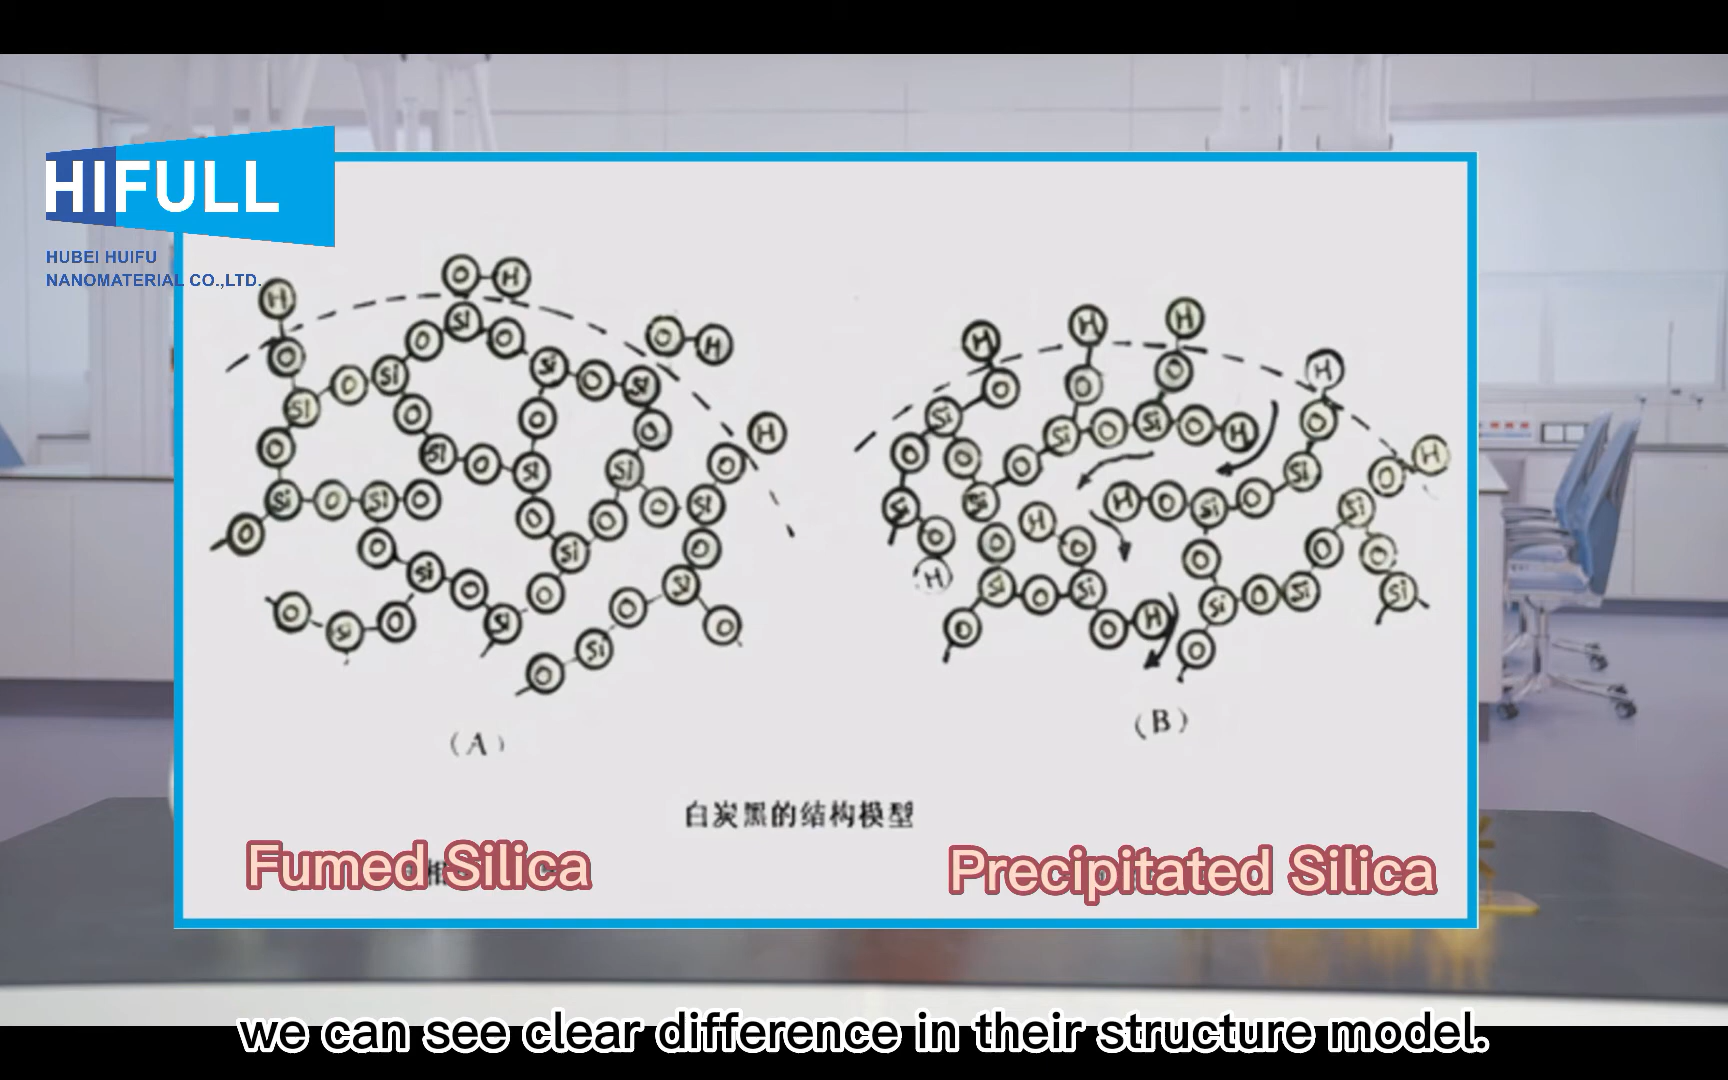 HIFULL
HUBEI HUIFU
NANOMATERIAL CO.,LTD.
(A)
(B)
白炭黑的结构模型
Fumed Silica
Precipitated Silica
we can see clear difference in their structure model.